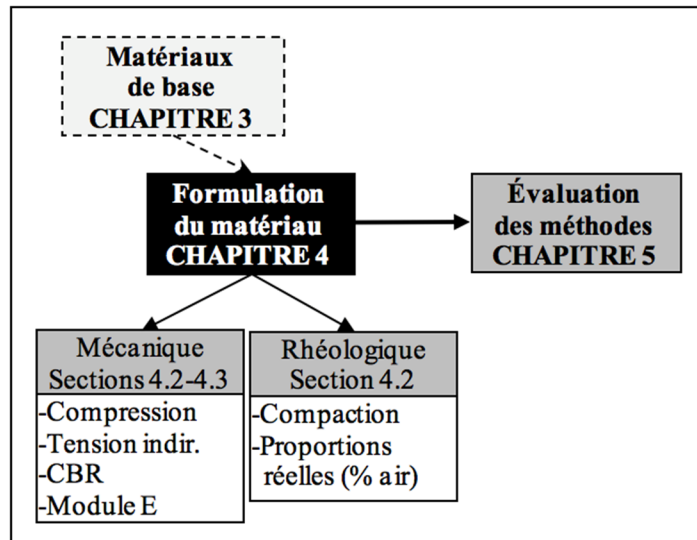 Matériaux
de base
CHAPITRE 3
Formulation
du matériau
CHAPITRE 4
Évaluation
des méthodes
CHAPITRE 5
Mécanique
Sections 4.2-4.3
-Compression
-Tension indir.
-CBR
-Module E
Rhéologique
Section 4.2
-Compaction
-Proportions
réelles (% air)